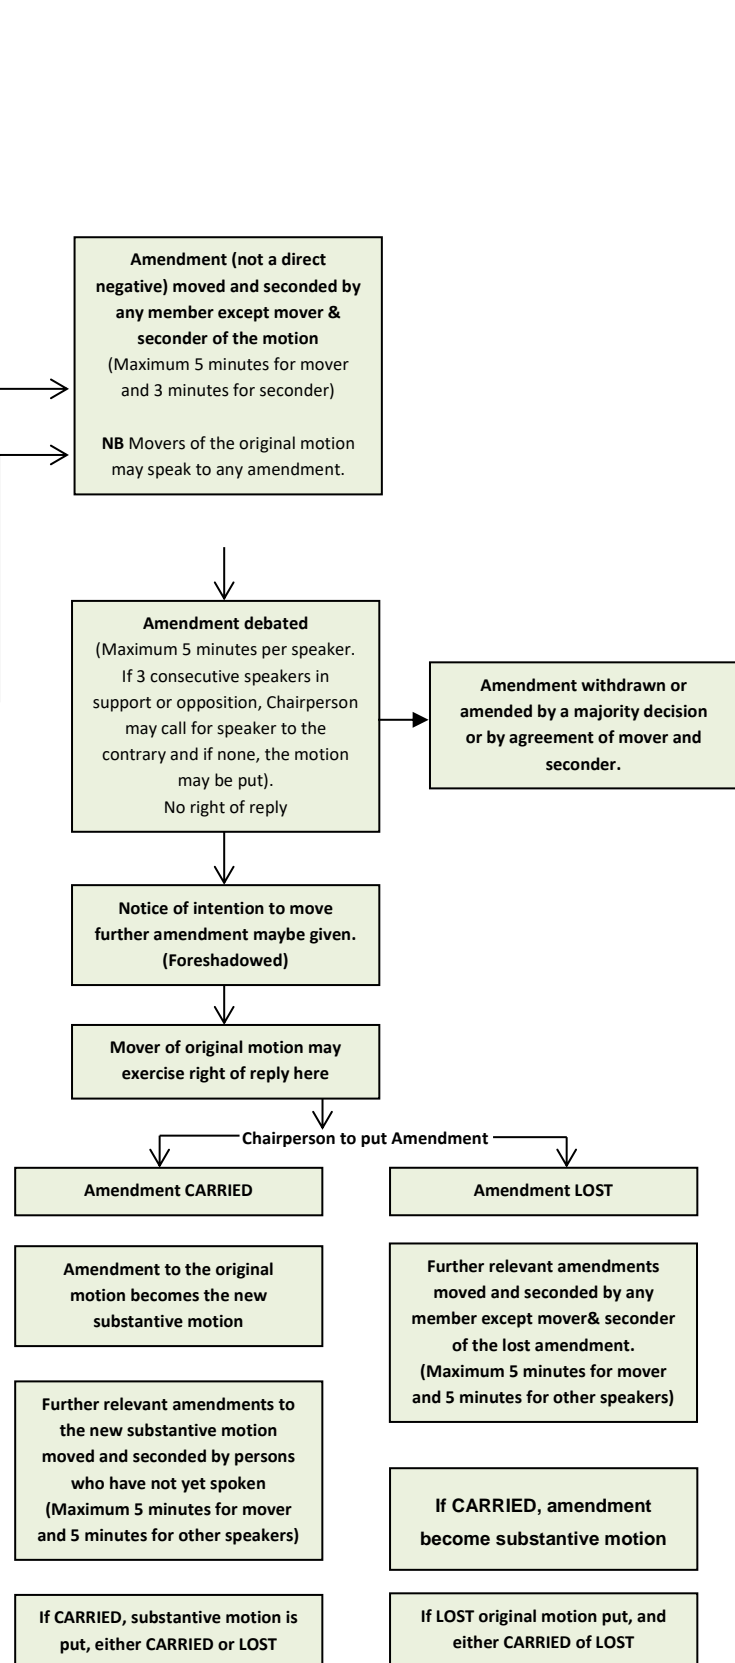 Amendment (not a direct
negative) moved and seconded by
any member except mover &
seconder of the motion
(Maximum 5 minutes for mover
and 3 minutes for seconder)
NB Movers of the original motion
may speak to any amendment.
Amendment debated
(Maximum 5 minutes per speaker.
If 3 consecutive speakers in
support or opposition, Chairperson
may call for speaker to the
contrary and if none, the motion
may be put).
No right of reply
Amendment withdrawn or
amended by a majority decision
or by agreement of mover and
seconder.
Notice of intention to move
further amendment maybe given.
(Foreshadowed)
Mover of original motion may
exercise right of reply here
Chairperson to put Amendment
Amendment CARRIED
Amendment to the original
motion becomes the new
substantive motion
Further relevant amendments to
the new substantive motion
moved and seconded by persons
who have not yet spoken
(Maximum 5 minutes for mover
and 5 minutes for other speakers)
If CARRIED, substantive motion is
put, either CARRIED or LOST
Amendment LOST
Further relevant amendments
moved and seconded by any
member except mover& seconder
of the lost amendment.
(Maximum 5 minutes for mover
and 5 minutes for other speakers)
If CARRIED, amendment
become substantive motion
If LOST original motion put, and
either CARRIED of LOST